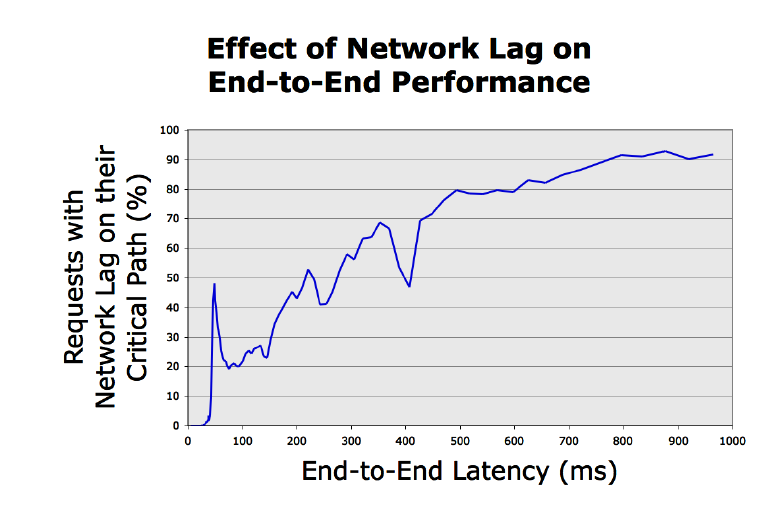 Effect of Network Lag on
End-to-End Performance
Requests with
Network Lag on their
Critical Path (%)
100
90
80
70
60
50
40
30
20
10
0
0 100 200 300 400 500 600 700 800 900 1000
End-to-End Latency (ms)